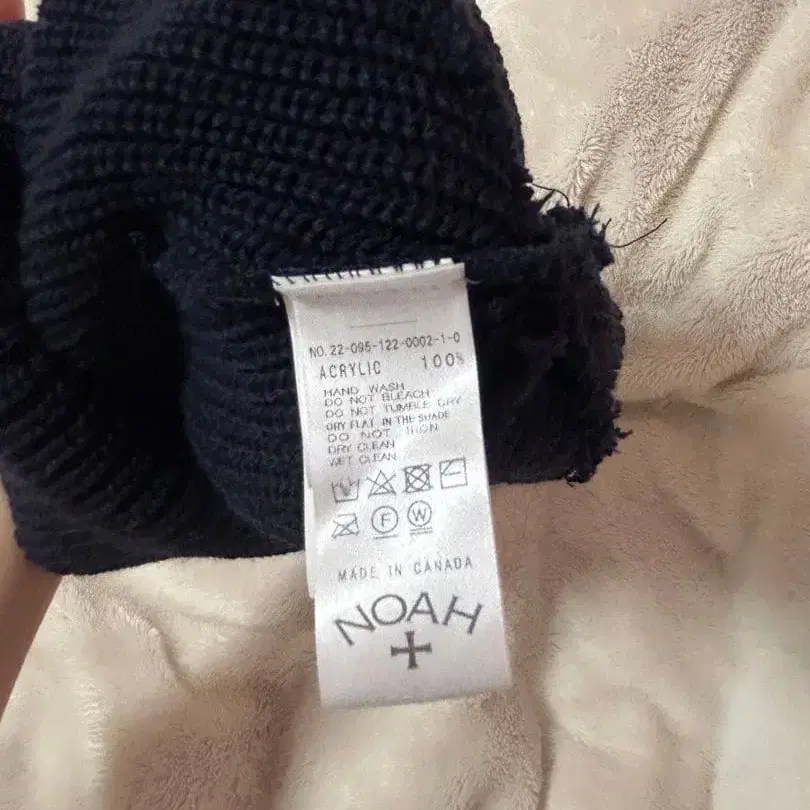 NO. 22-095-122-0002-1-0
ACRYLIC 100%
HAND WASH
DO NOT BLEACH
DO NOT TUMBLE DRY
DRY FLAT IN THE SHADE
DO NOT IRON
DRY CLEAN
WET CLEAN
F W
MADE IN CANADA
NOAH